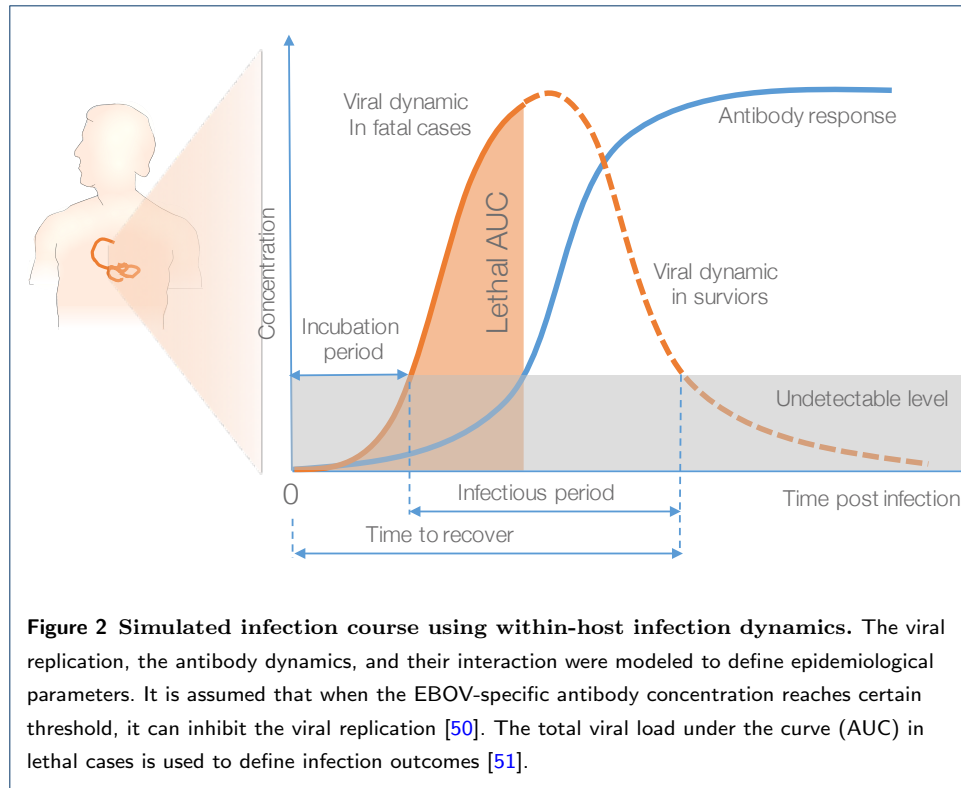 Viral dynamic
In fatal cases
Antibody response
Concentration
Lethal AUC
Viral dynamic
in surviors
Incubation
period
Undetectable level
0
Infectious period
Time post infection
Time to recover
Figure 2 Simulated infection course using within-host infection dynamics. The viral
replication, the antibody dynamics, and their interaction were modeled to define epidemiological
parameters. It is assumed that when the EBOV-specific antibody concentration reaches certain
threshold, it can inhibit the viral replication [50]. The total viral load under the curve (AUC) in
lethal cases is used to define infection outcomes [51].